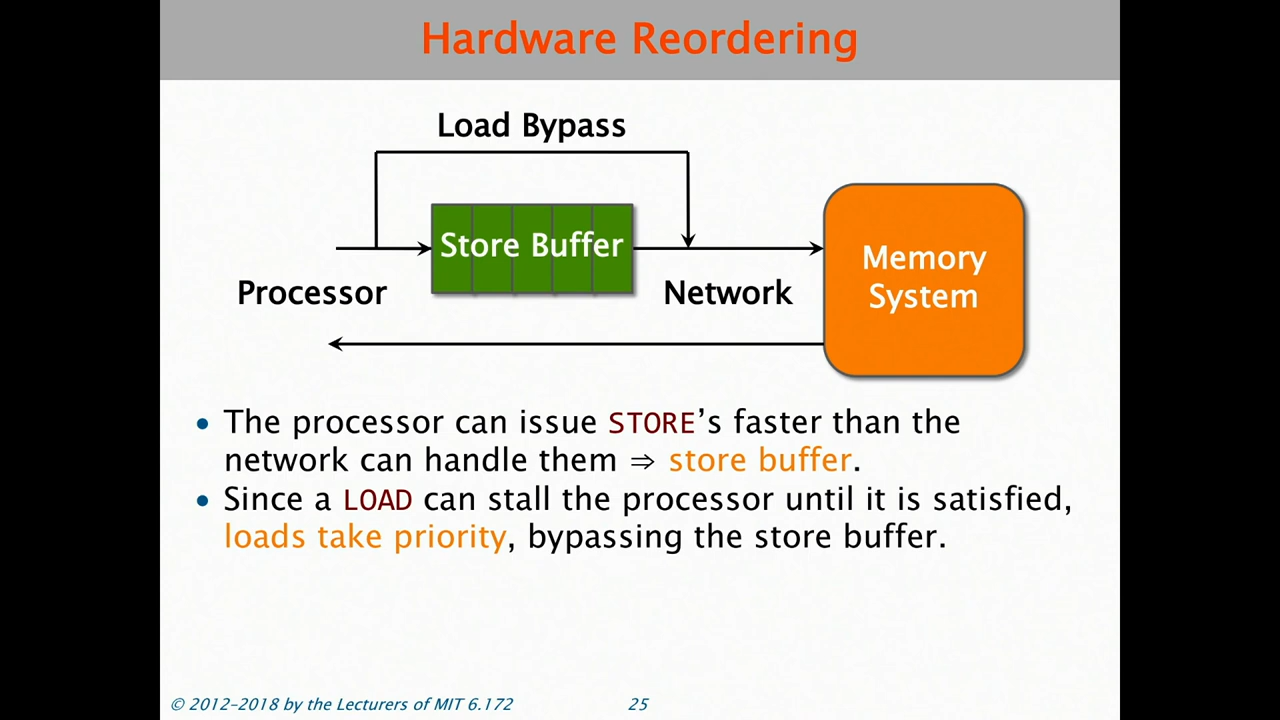 Hardware Reordering
Load Bypass
Store Buffer
Memory
System
Processor
Network
• The processor can issue STORE’s faster than the
network can handle them ⇒ store buffer.
• Since a LOAD can stall the processor until it is satisfied,
loads take priority, bypassing the store buffer.
© 2012–2018 by the Lecturers of MIT 6.172
25